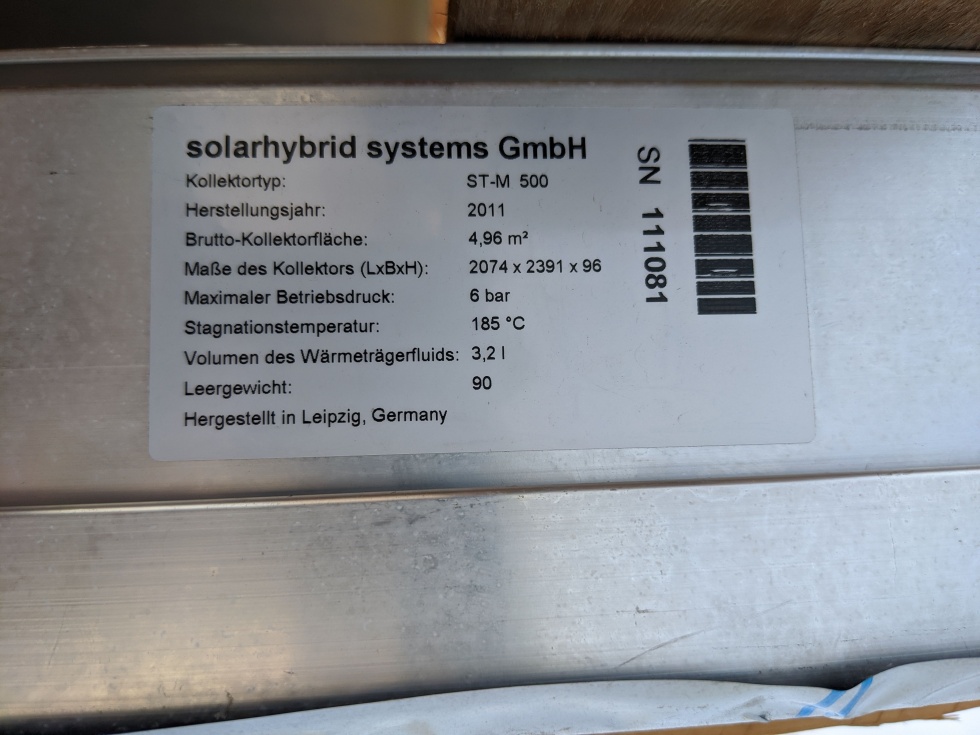 solarhybrid systems GmbH
Kollektortyp: ST-M 500
Herstellungsjahr: 2011
Brutto-Kollektorfläche: 4,96 m²
Maße des Kollektors (LxBxH): 2074 x 2391 x 96
Maximaler Betriebsdruck: 6 bar
Stagnationstemperatur: 185 °C
Volumen des Wärmeträgerfluids: 3,2 l
Leergewicht: 90
Hergestellt in Leipzig, Germany
SN 111081